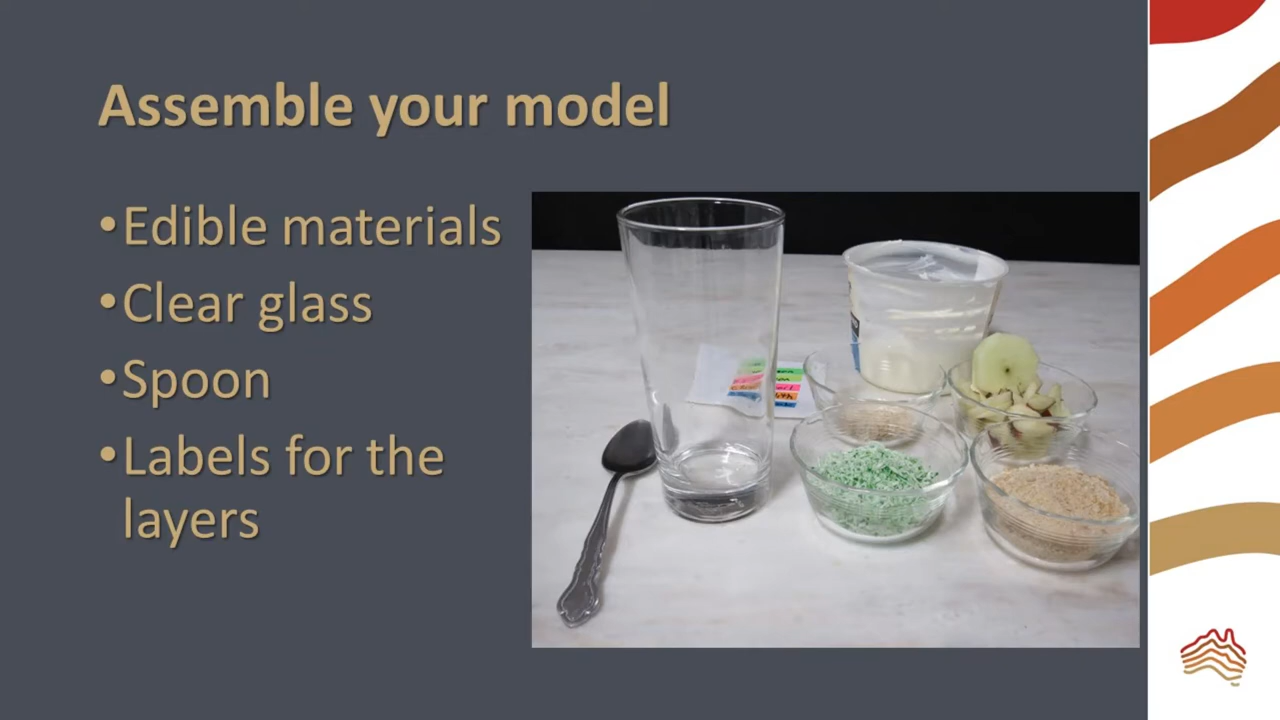 Assemble your model
•Edible materials
•Clear glass
•Spoon
•Labels for the
layers